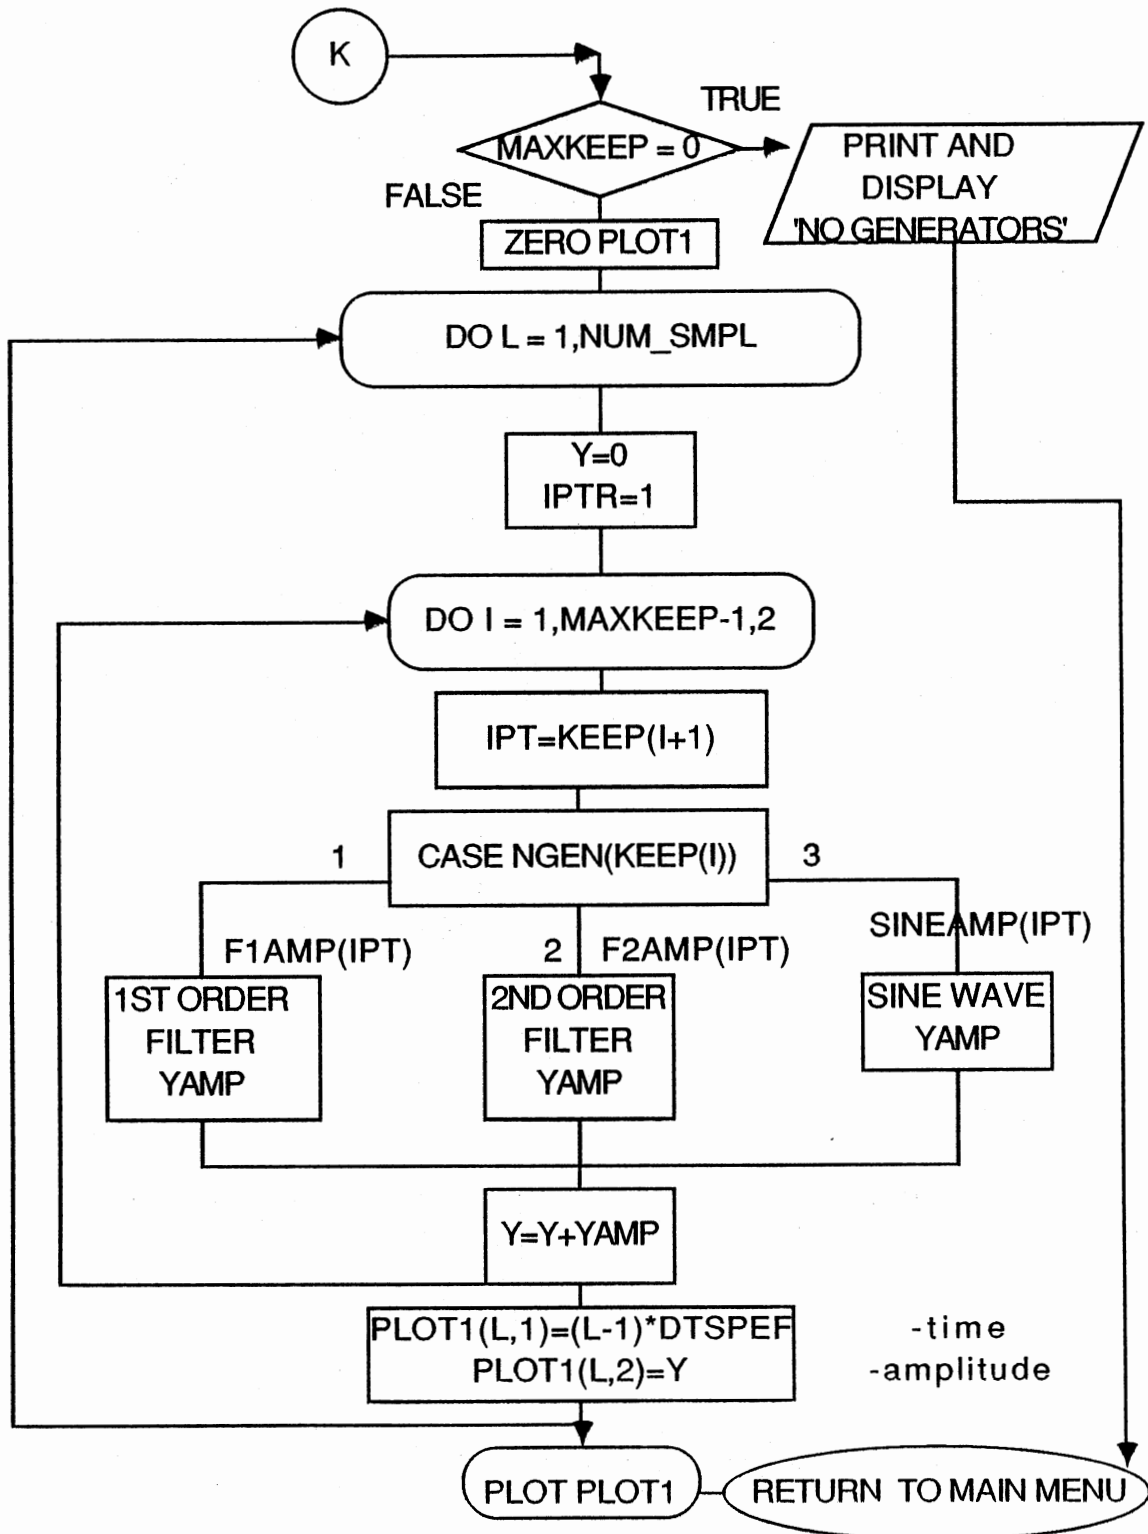 K
TRUE
MAXKEEP = 0
PRINT AND
DISPLAY
'NO GENERATORS'
FALSE
ZERO PLOT1
DO L = 1,NUM_SMPL
Y=0
IPTR=1
DO I = 1,MAXKEEP-1,2
IPT=KEEP(I+1)
1
CASE NGEN(KEEP(I))
3
F1AMP(IPT)
2
F2AMP(IPT)
SINEAMP(IPT)
1ST ORDER
FILTER
YAMP
2ND ORDER
FILTER
YAMP
SINE WAVE
YAMP
Y=Y+YAMP
PLOT1(L,1)=(L-1)*DTSPEF
PLOT1(L,2)=Y
-time
-amplitude
PLOT PLOT1
RETURN TO MAIN MENU